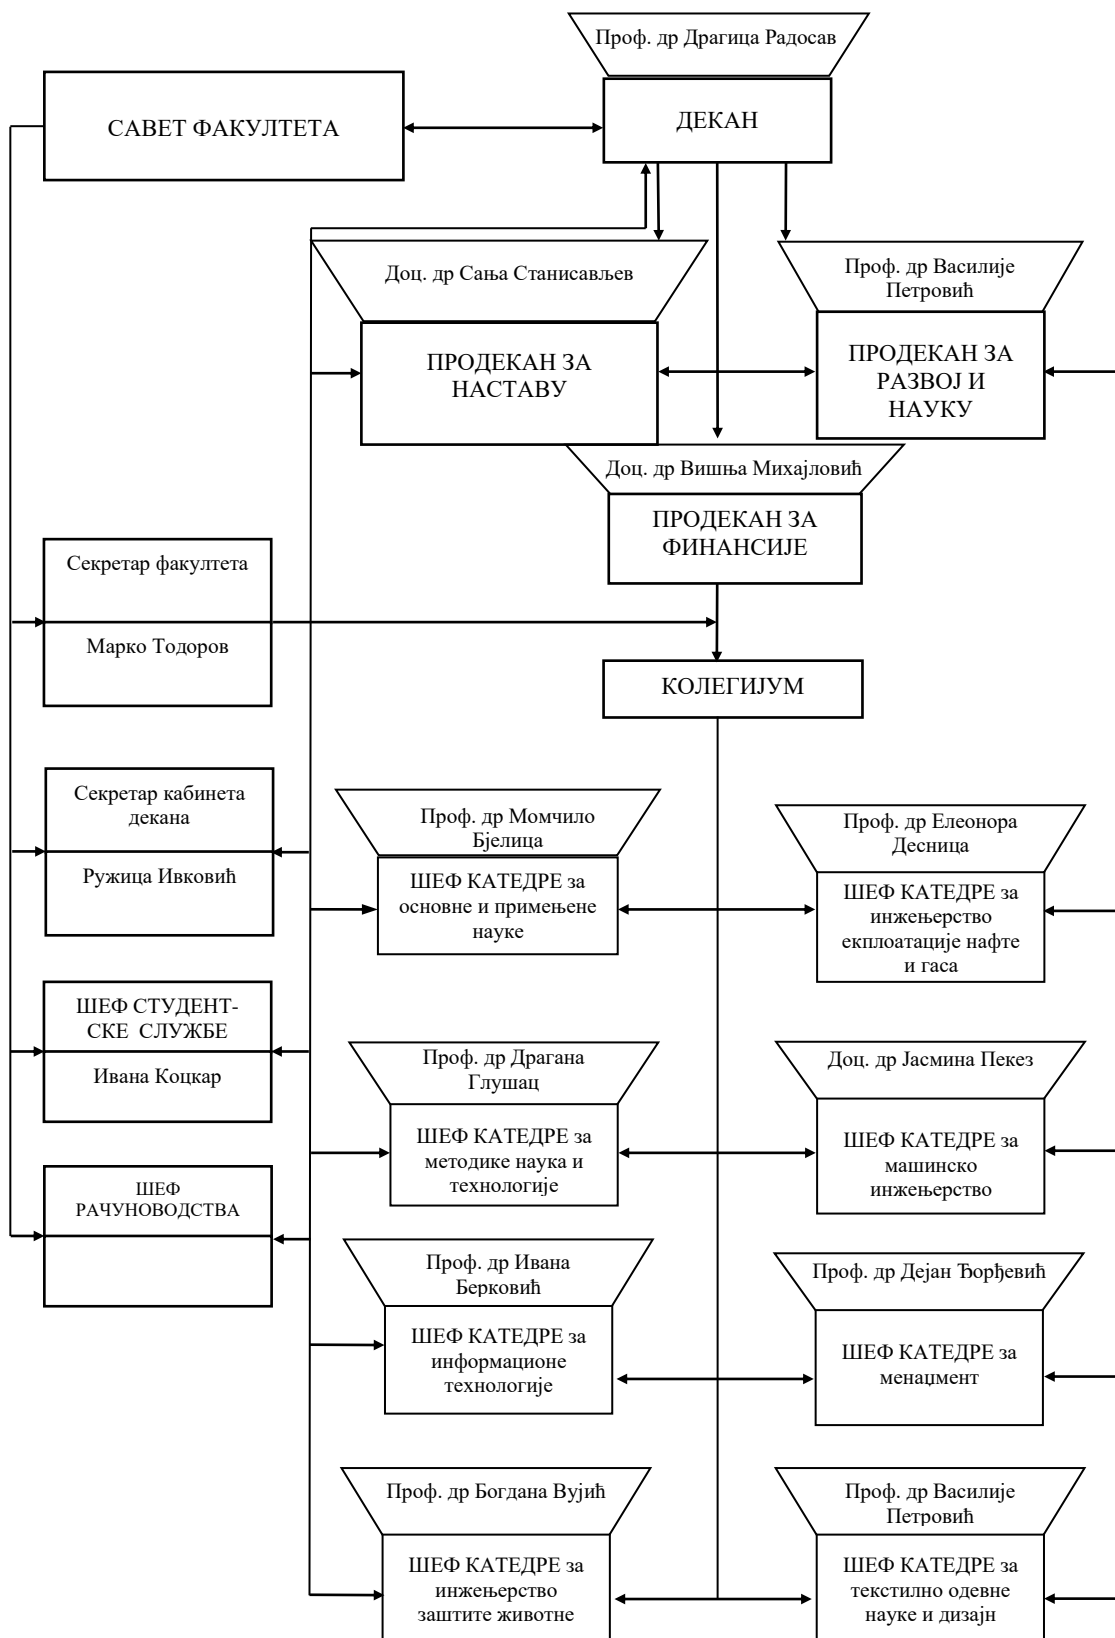 Проф. др Драгица Радосав
САВЕТ ФАКУЛТЕТА
ДЕКАН
Доц. др Сања Станисављев
Проф. др Василије
Петровић
ПРОДЕКАН ЗА
НАСТАВУ
ПРОДЕКАН ЗА
РАЗВОЈ И
НАУКУ
Доц. др Вишња Михајловић
ПРОДЕКАН ЗА
ФИНАНСИЈЕ
Секретар факултета
Марко Тодоров
КОЛЕГИЈУМ
Секретар кабинета
декана
Ружица Ивковић
Проф. др Момчило
Бјелица
ШЕФ КАТЕДРЕ за
основне и примењене
науке
Проф. др Елеонора
Десница
ШЕФ КАТЕДРЕ за
инжењерство
екплоатације нафте
и гаса
ШЕФ СТУДЕНТ-
СКЕ СЛУЖБЕ
Ивана Коцкар
Проф. др Драгана
Глушац
ШЕФ КАТЕДРЕ за
методике наука и
технологије
Доц. др Јасмина Пекез
ШЕФ КАТЕДРЕ за
машинско
инжењерство
ШЕФ
РАЧУНОВОДСТВА
Проф. др Ивана
Берковић
ШЕФ КАТЕДРЕ за
информационе
технологије
Проф. др Дејан Ђорђевић
ШЕФ КАТЕДРЕ за
менаџмент
Проф. др Богдана Вујић
ШЕФ КАТЕДРЕ за
инжењерство
заштите животне
Проф. др Василије
Петровић
ШЕФ КАТЕДРЕ за
текстилно одевне
науке и дизајн